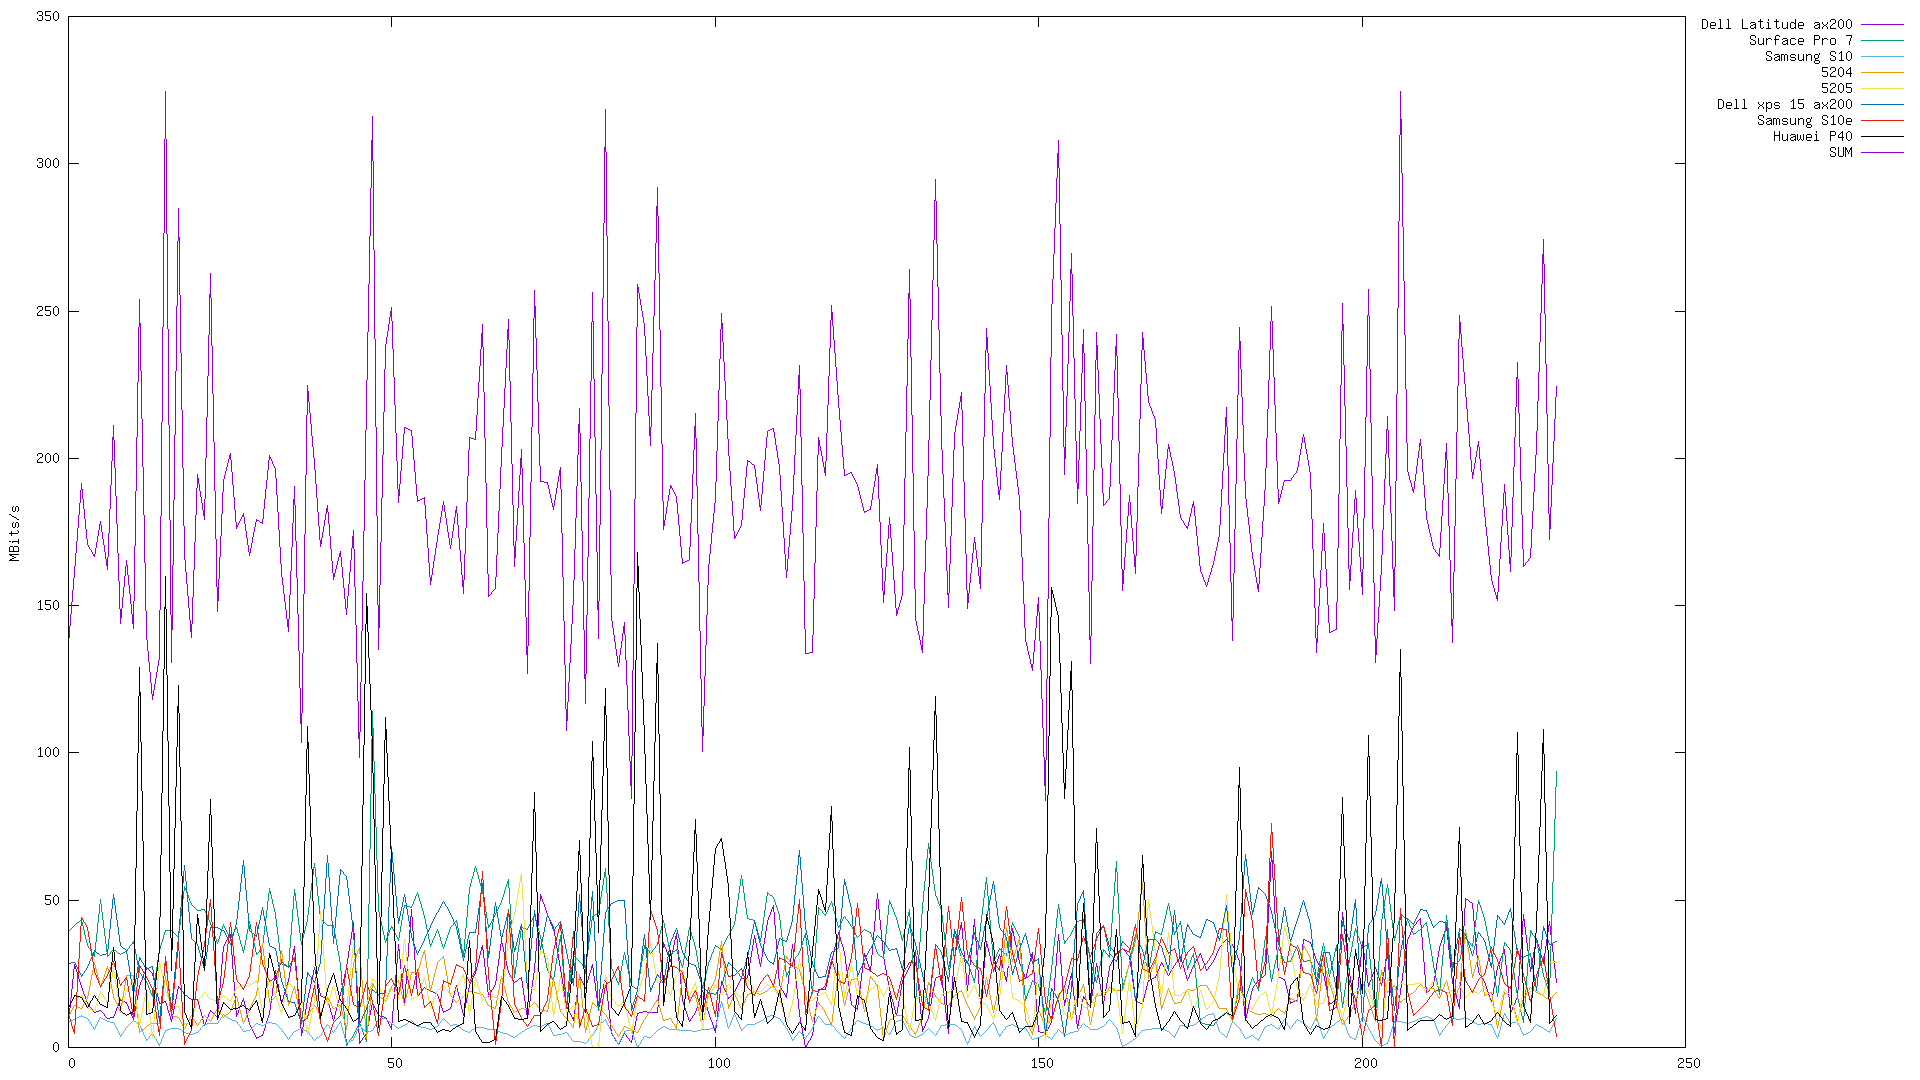 350
300
250
200
150
100
50
0
MBits/s
0 50 100 150 200 250
Dell Latitude ax200
Surface Pro 7
Samsung S10
5204
5205
Dell xps 15 ax200
Samsung S10e
Huawei P40
SUM